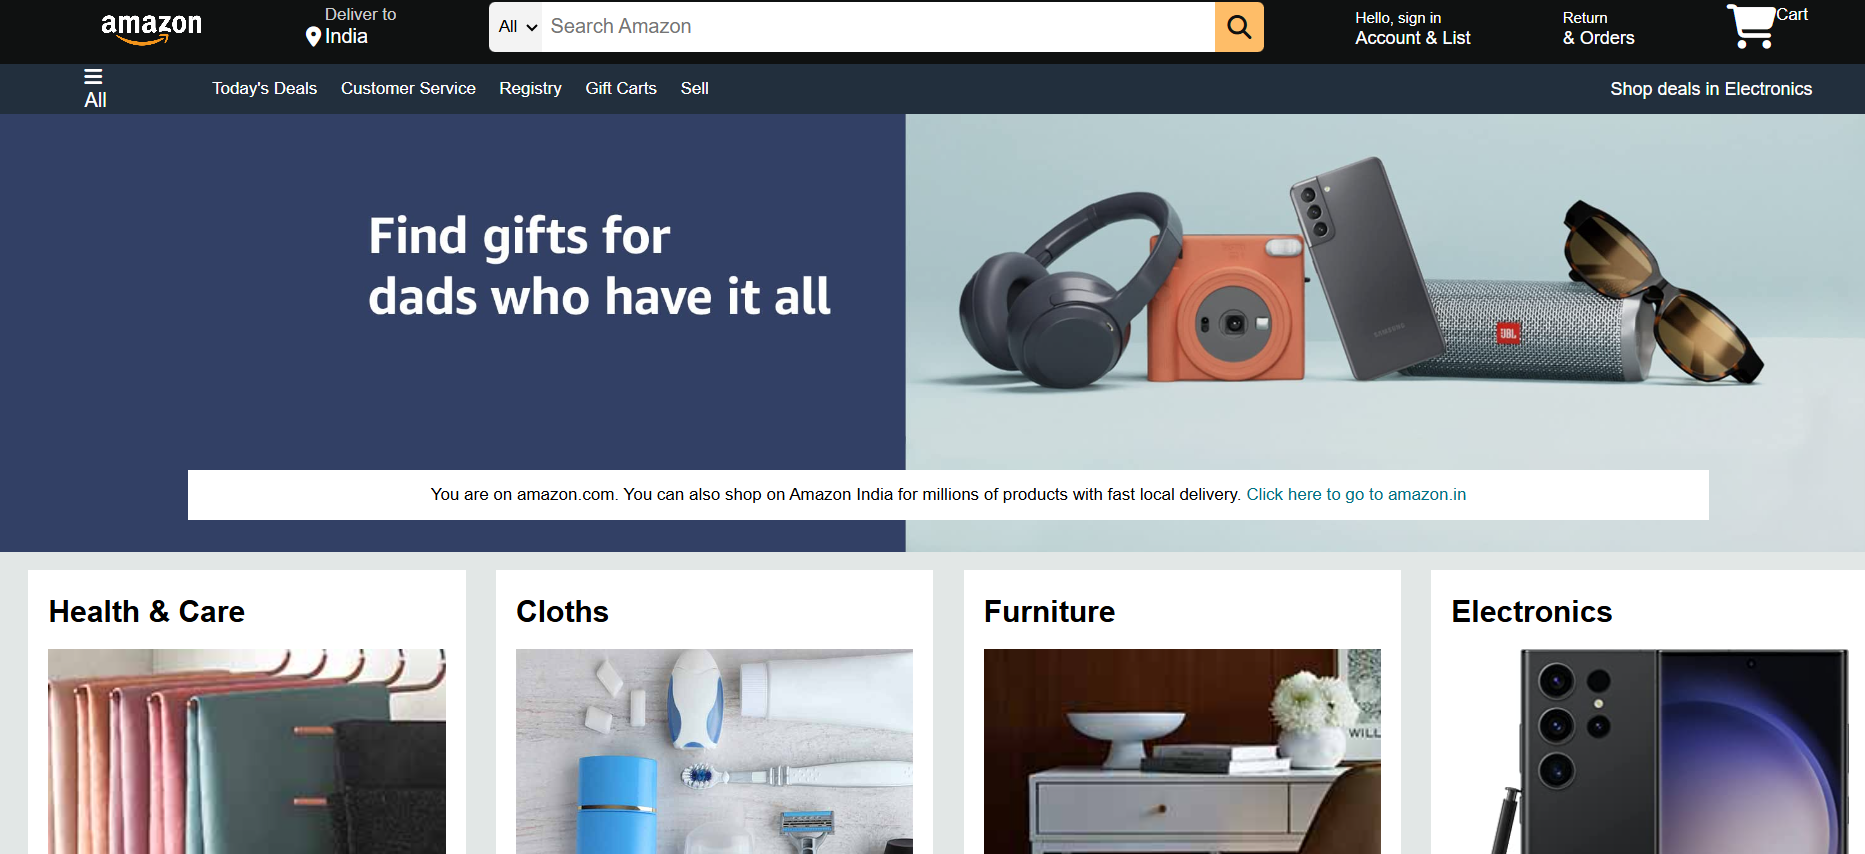 amazon
Deliver to
India
All
Search Amazon
Hello, sign in
Account & List
Return
& Orders
Cart
All
Today's Deals
Customer Service
Registry
Gift Carts
Sell
Shop deals in Electronics
Find gifts for
dads who have it all
SAMSUNG
JBL
You are on amazon.com. You can also shop on Amazon India for millions of products with fast local delivery. Click here to go to amazon.in
Health & Care
Cloths
Furniture
Electronics
WILL